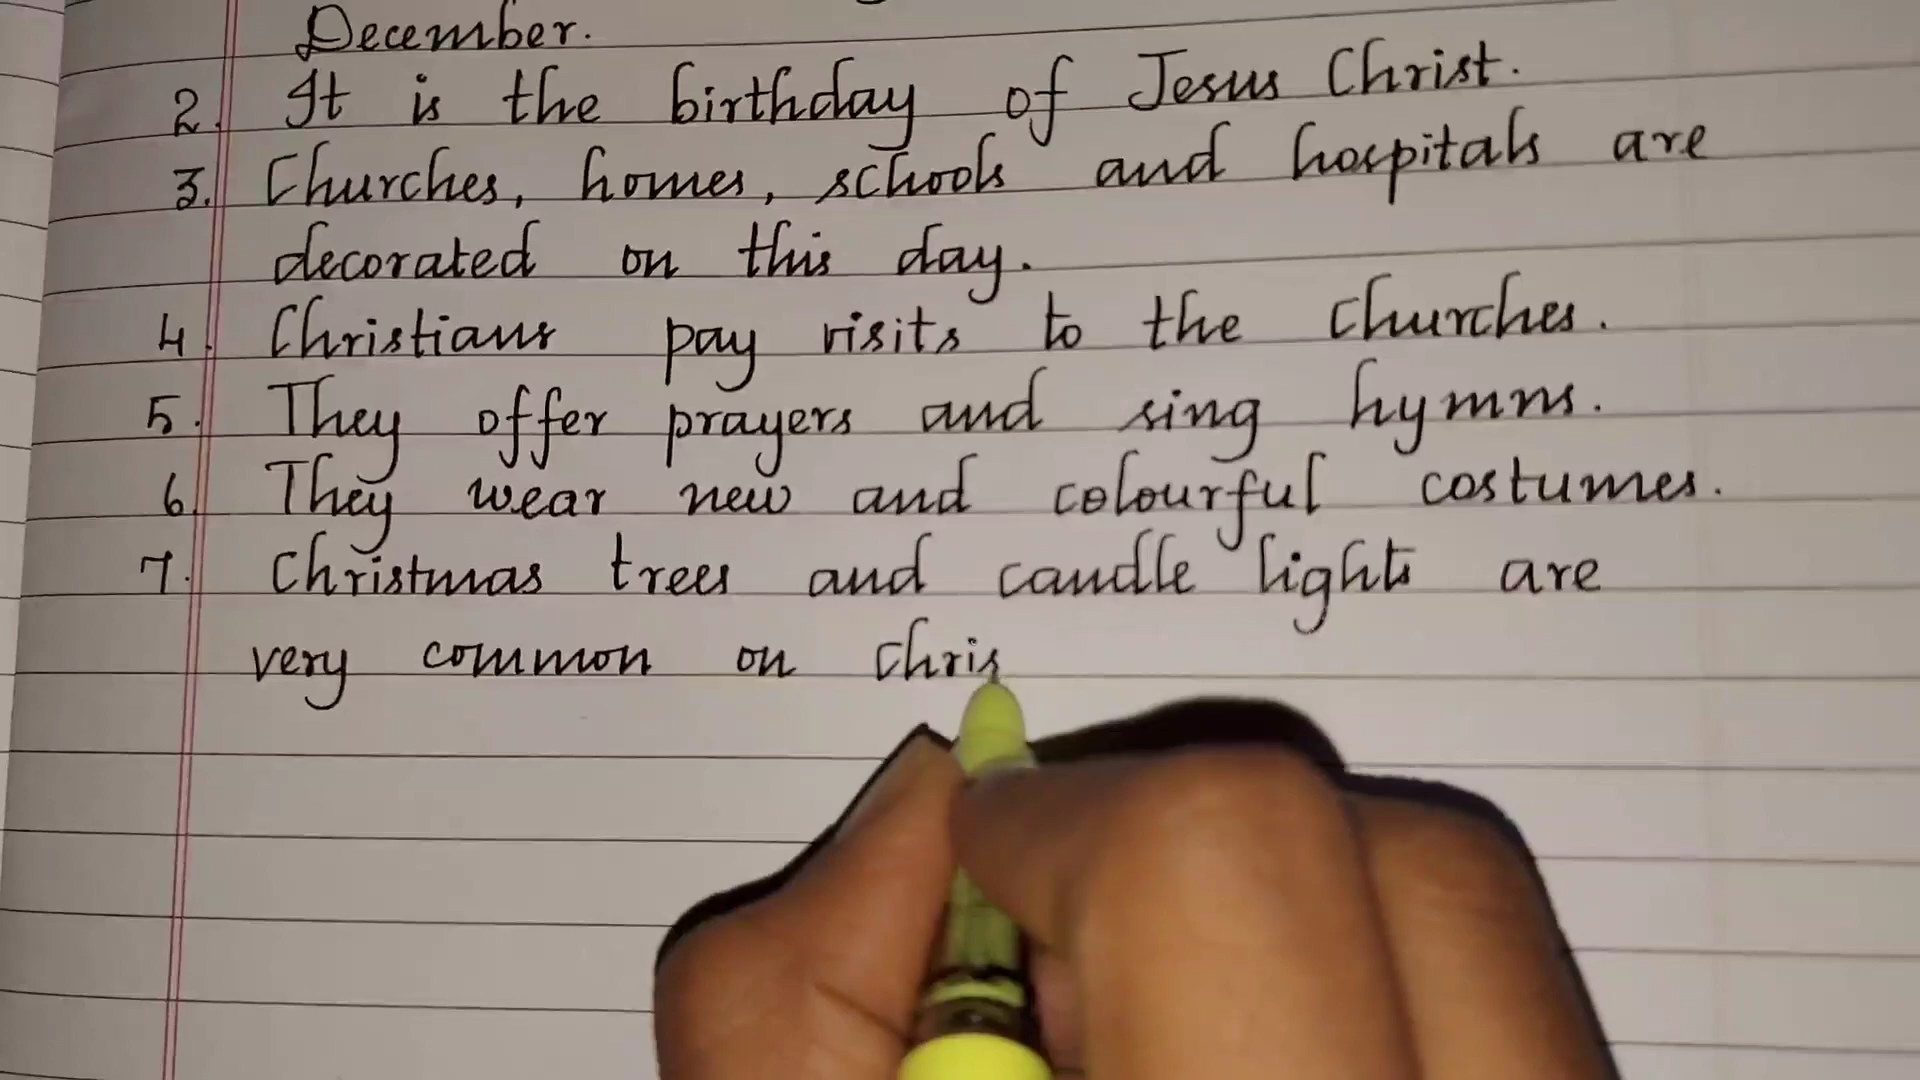 December.
2. It is the birthday of Jesus Christ.
3. Churches, homes, schools and hospitals are
decorated on this day.
4. Christians pay visits to the churches.
5. They offer prayers and sing hymns.
6. They wear new and colourful costumes.
7. Christmas trees and candle lights are
very common on Chris